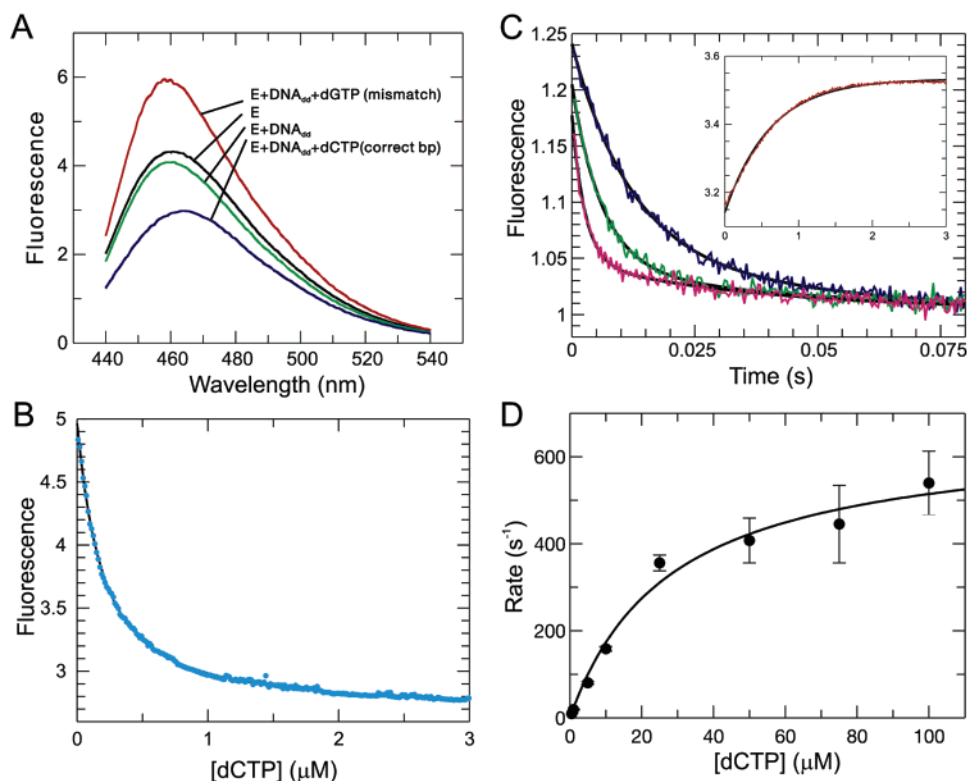 A
Fluorescence
6
4
2
0
E+DNAdd+dGTP (mismatch)
E
E+DNAdd
E+DNAdd+dCTP(correct bp)
440 460 480 500 520 540
Wavelength (nm)
C
Fluorescence
1.25
1.2
1.15
1.1
1.05
1
3.6
3.4
3.2
0 1 2 3
0 0.025 0.05 0.075
Time (s)
B
Fluorescence
5
4.5
4
3.5
3
0 1 2 3
[dCTP] (μM)
D
Rate (s-1)
600
400
200
0
0 20 40 60 80 100
[dCTP] (μM)